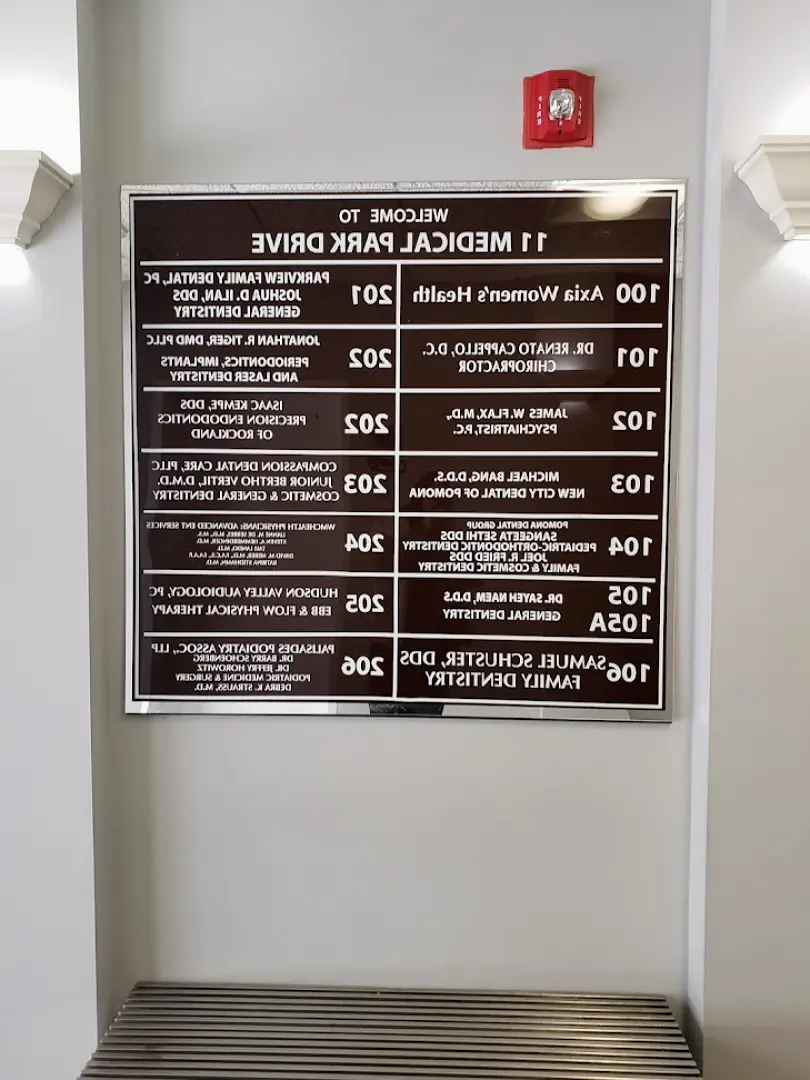 FIRE
FIRE
WELCOME TO
11 MEDICAL PARK DRIVE
100 Axia Women's Health
101 DR. RENATO CAPPELLO, D.C.
CHIROPRACTOR
102 JAMES W. FLAX, M.D.,
PSYCHIATRIST, P.C.
103 MICHAEL BANG, D.D.S.
NEW CITY DENTAL OF POMONA
104 POMONA DENTAL GROUP
SANGEETA SETHI DDS
PEDIATRIC-ORTHODONTIC DENTISTRY
JOEL R. FRIED DDS
FAMILY & COSMETIC DENTISTRY
105 DR. SAYEH NAEM, D.D.S.
105A GENERAL DENTISTRY
106 SAMUEL SCHUSTER, DDS
FAMILY DENTISTRY
201 PARKVIEW FAMILY DENTAL, PC
JOSHUA D. ILAN, DDS
GENERAL DENTISTRY
202 JONATHAN R. TIGER, DMD PLLC
PERIODONTICS, IMPLANTS
AND LASER DENTISTRY
202 ISAAC KEMPE, DDS
PRECISION ENDODONTICS
OF ROCKLAND
203 COMPASSION DENTAL CARE, PLLC
JUNIOR BERTHO VERTIL, D.M.D.
COSMETIC & GENERAL DENTISTRY
204 WMCHEALTH PHYSICIANS: ADVANCED ENT SERVICES
205 HUDSON VALLEY AUDIOLOGY, PC
EBB & FLOW PHYSICAL THERAPY
206 PALISADES PODIATRY ASSOC., LLP
DR. BARRY SCHOENBERG
DR. JEFFRY HOROWITZ
PODIATRIC MEDICINE & SURGERY
DEBRA K. STRAUSS, M.D.